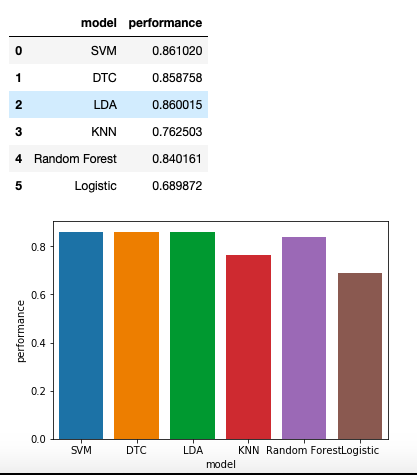 model performance
0 SVM 0.861020
1 DTC 0.858758
2 LDA 0.860015
3 KNN 0.762503
4 Random Forest 0.840161
5 Logistic 0.689872
0.8
0.6
0.4
0.2
0.0
performance
SVM DTC LDA KNN Random Forest Logistic
model